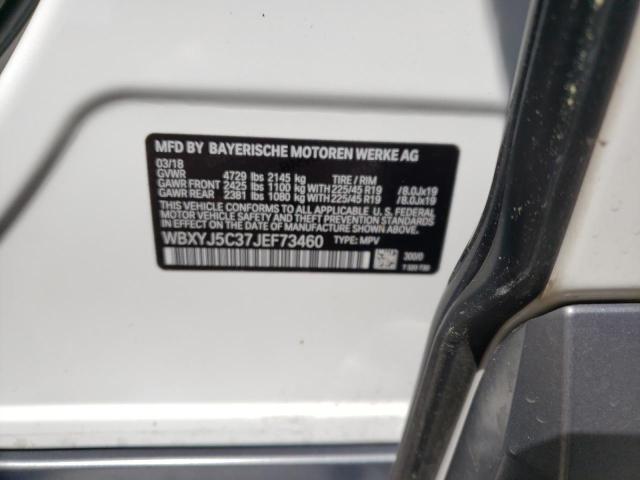 MFD BY BAYERISCHE MOTOREN WERKE AG
03/18
GVWR 4729 lbs 2145 kg TIRE / RIM
GAWR FRONT 2425 lbs 1100 kg WITH 225/45 R19 /8.0Jx19
GAWR REAR 2381 lbs 1080 kg WITH 225/45 R19 /8.0Jx19
THIS VEHICLE CONFORMS TO ALL APPLICABLE U.S. FEDERAL
MOTOR VEHICLE SAFETY, BUMPER, AND THEFT PREVENTION
STANDARDS IN EFFECT ON THE DATE OF MANUFACTURE SHOWN ABOVE.
WBXYJ5C37JEF73460 TYPE: MPV
300/0